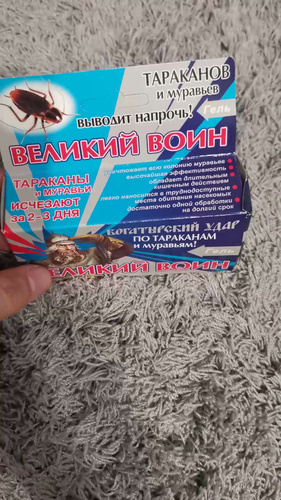 ТАРАКАНОВ
и муравьев
выводит напрочь!
Гель
ВЕЛИКИЙ ВОИН
ТАРАКАНЫ
И МУРАВЬИ
ИСЧЕЗАЮТ
за 2-3 ДНЯ
уничтожает всю колонию муравьев
высочайшая эффективность
обладает длительным
кишечным действием
легко наносится в труднодоступные
места обитания насекомых
достаточно одной обработки
на долгий срок
БОГАТЫРСКИЙ УДАР
ПО ТАРАКАНАМ
И МУРАВЬЯМ!
Гель
ВЕЛИКИЙ ВОИН